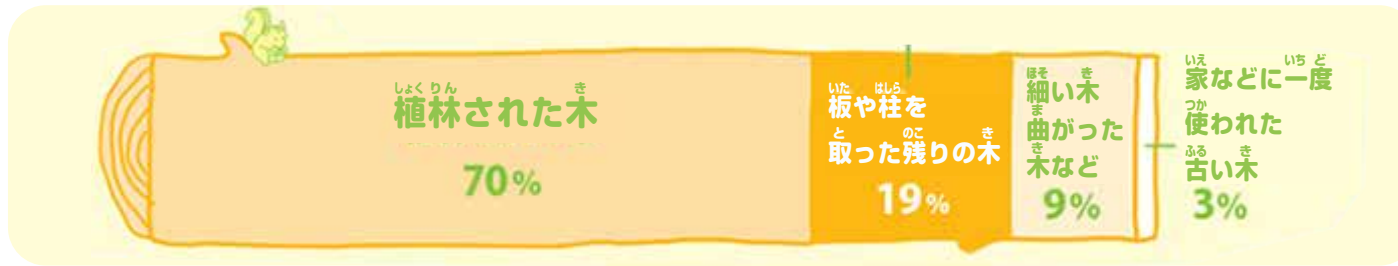 植林された木
70%
板や柱を
取った残りの木
19%
細い木
曲がった
木など
9%
家などに一度
使われた
古い木
3%